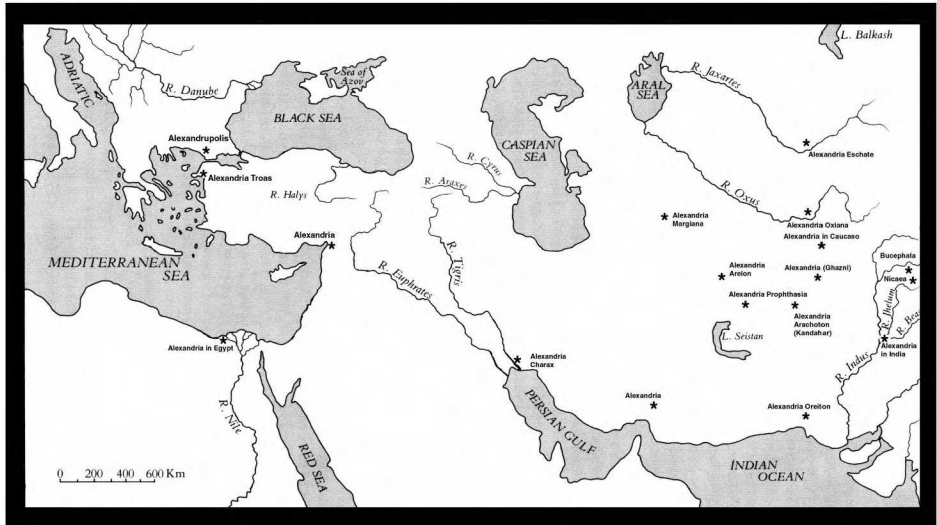 L. Balkash
ADRIATIC
Sea of
Azov
R. Danube
ARAL
SEA
R. Jaxartes
BLACK SEA
Alexandrupolis
CASPIAN
SEA
Alexandria Eschate
R. Cyrus
Alexandria Troas
R. Araxes
R. Halys
R. Oxus
Alexandria
Margiana
Alexandria Oxiana
Alexandria
Alexandria in Caucaso
MEDITERRANEAN
SEA
R. Tigris
R. Euphrates
Bucephala
Alexandria
Areion
Alexandria (Ghazni)
Nicaea
Alexandria Prophthasia
R. Jhelum
Alexandria
Arachoton
(Kandahar)
R. Beas
L. Seistan
Alexandria in Egypt
Alexandria
in India
Alexandria
Charax
R. Indus
R. Nile
PERSIAN GULF
Alexandria
Alexandria Oreiton
RED SEA
INDIAN
OCEAN
0 200 400 600 Km